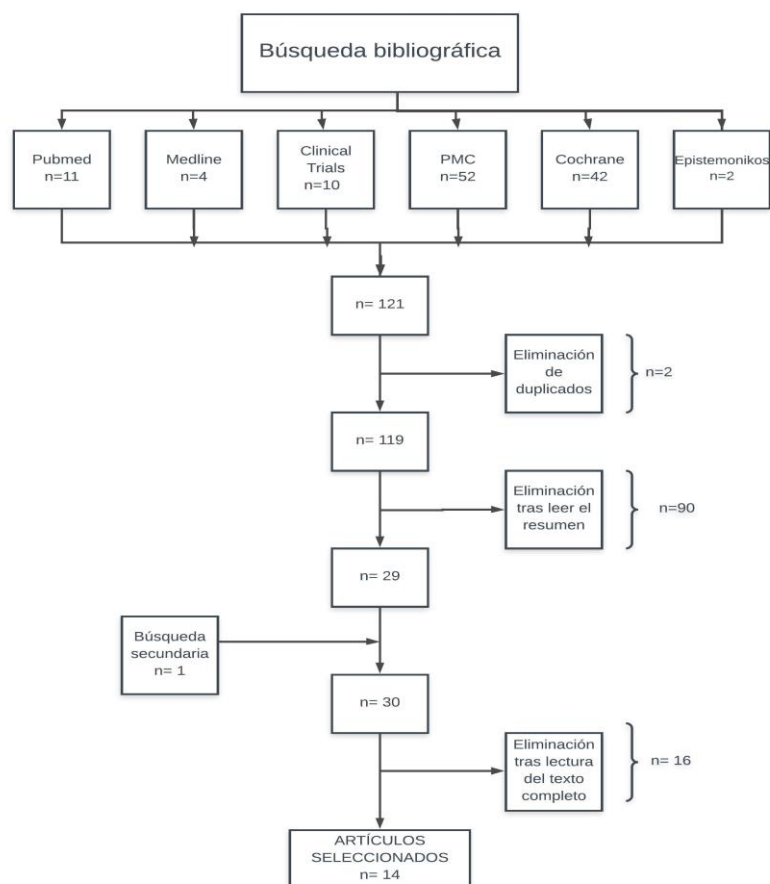 Búsqueda bibliográfica
Pubmed
n=11
Medline
n=4
Clinical
Trials
n=10
PMC
n=52
Cochrane
n=42
Epistemonikos
n=2
n= 121
Eliminación
de
duplicados
n=2
n= 119
Eliminación
tras leer el
resumen
n=90
n= 29
Búsqueda
secundaria
n= 1
n= 30
Eliminación
tras lectura
del texto
completo
n= 16
ARTÍCULOS
SELECCIONADOS
n= 14